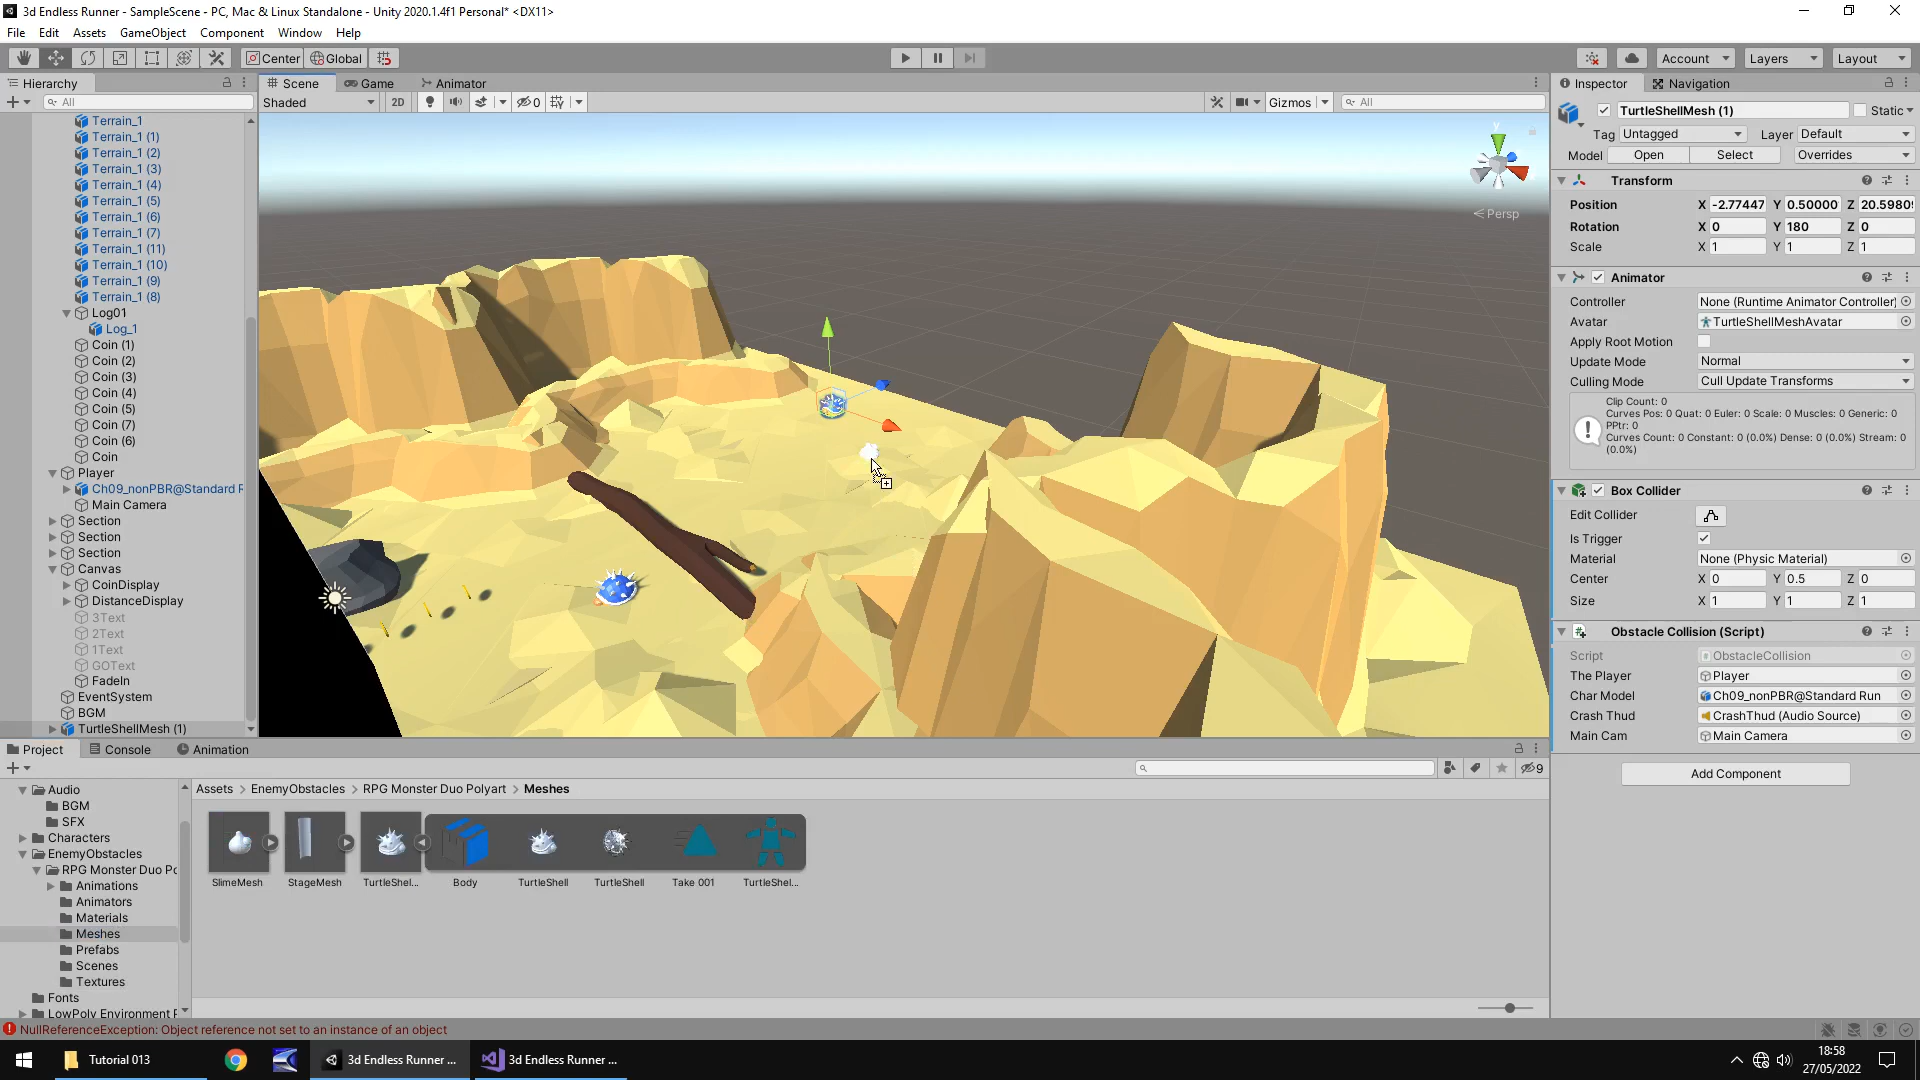 3d Endless Runner - SampleScene - PC, Mac & Linux Standalone - Unity 2020.1.4f1 Personal* <DX11>
File Edit Assets GameObject Component Window Help
Center Global Account Layers Layout
Hierarchy
All
Terrain_1
Terrain_1 (1)
Terrain_1 (2)
Terrain_1 (3)
Terrain_1 (4)
Terrain_1 (5)
Terrain_1 (6)
Terrain_1 (7)
Terrain_1 (11)
Terrain_1 (10)
Terrain_1 (9)
Terrain_1 (8)
Log01
Log_1
Coin (1)
Coin (2)
Coin (3)
Coin (4)
Coin (5)
Coin (7)
Coin (6)
Coin
Player
Ch09_nonPBR@Standard R
Main Camera
Section
Section
Section
Canvas
CoinDisplay
DistanceDisplay
3Text
2Text
1Text
GOText
FadeIn
EventSystem
BGM
TurtleShellMesh (1)
Scene Game Animator
Shaded 2D 0 Gizmos All
y
Persp
Inspector Navigation
TurtleShellMesh (1) Static
Tag Untagged Layer Default
Model Open Select Overrides
Transform
Position X -2.77447 Y 0.50000 Z 20.5980
Rotation X 0 Y 180 Z 0
Scale X 1 Y 1 Z 1
Animator
Controller None (Runtime Animator Controller)
Avatar TurtleShellMeshAvatar
Apply Root Motion
Update Mode Normal
Culling Mode Cull Update Transforms
Clip Count: 0
Curves Pos: 0 Quat: 0 Euler: 0 Scale: 0 Muscles: 0 Generic: 0
PPtr: 0
Curves Count: 0 Constant: 0 (0.0%) Dense: 0 (0.0%) Stream: 0
(0.0%)
Box Collider
Edit Collider
Is Trigger
Material None (Physic Material)
Center X 0 Y 0.5 Z 0
Size X 1 Y 1 Z 1
Obstacle Collision (Script)
Script ObstacleCollision
The Player Player
Char Model Ch09_nonPBR@Standard Run
Crash Thud CrashThud (Audio Source)
Main Cam Main Camera
Add Component
Project Console Animation
9
Audio
BGM
SFX
Characters
EnemyObstacles
RPG Monster Duo Po
Animations
Animators
Materials
Meshes
Prefabs
Scenes
Textures
Fonts
LowPoly Environment P
Assets > EnemyObstacles > RPG Monster Duo Polyart > Meshes
SlimeMesh StageMesh TurtleShel... Body TurtleShell TurtleShell Take 001 TurtleShel...
NullReferenceException: Object reference not set to an instance of an object
Tutorial 013 3d Endless Runner ... 3d Endless Runner ...
18:58
27/05/2022